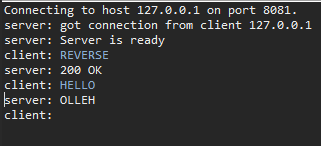 Connecting to host 127.0.0.1 on port 8081.
server: got connection from client 127.0.0.1
server: Server is ready
client: REVERSE
server: 200 OK
client: HELLO
server: OLLEH
client: